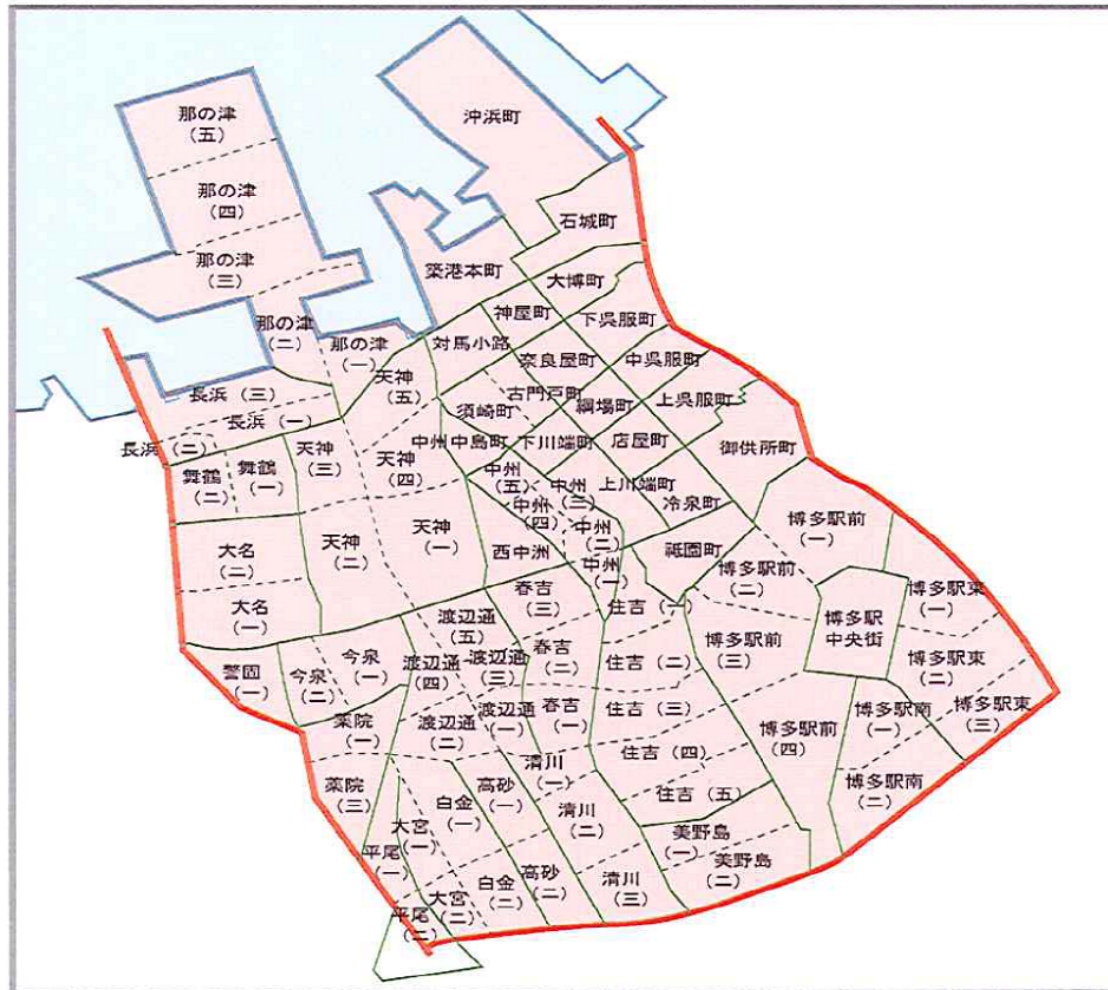 那の津
（五）
沖浜町
那の津
（四）
石城町
那の津
（三）
築港本町
大博町
神屋町
下呉服町
那の津
（二）
那の津
（一）
対馬小路
奈良屋町
中呉服町
天神
（五）
長浜（三）
古門戸町
綱場町
上呉服町
須崎町
長浜（一）
長浜（二）
天神
（三）
中州中島町
下川端町
店屋町
御供所町
舞鶴
（二）
舞鶴
（一）
天神
（四）
中州
（五）
中州
（三）
上川端町
冷泉町
中州
（四）
中州
（二）
博多駅前
（一）
大名
（二）
天神
（二）
天神
（一）
西中洲
中州
（一）
祗園町
博多駅前
（二）
大名
（一）
春吉
（三）
住吉（一）
博多駅東
（一）
渡辺通
（五）
博多駅
中央街
警固
（一）
今泉
（二）
今泉
（一）
渡辺通
（四）
渡辺通
（三）
春吉
（二）
住吉（二）
博多駅前
（三）
博多駅東
（二）
薬院
（一）
渡辺通
（二）
渡辺通
（一）
春吉
（一）
住吉（三）
博多駅前
（四）
博多駅南
（一）
博多駅東
（三）
薬院
（三）
白金
（一）
高砂
（一）
清川
（一）
住吉（四）
住吉（五）
博多駅南
（二）
大宮
（一）
清川
（二）
美野島
（一）
平尾
（一）
美野島
（二）
大宮
（二）
白金
（二）
高砂
（二）
清川
（三）
平尾
（二）